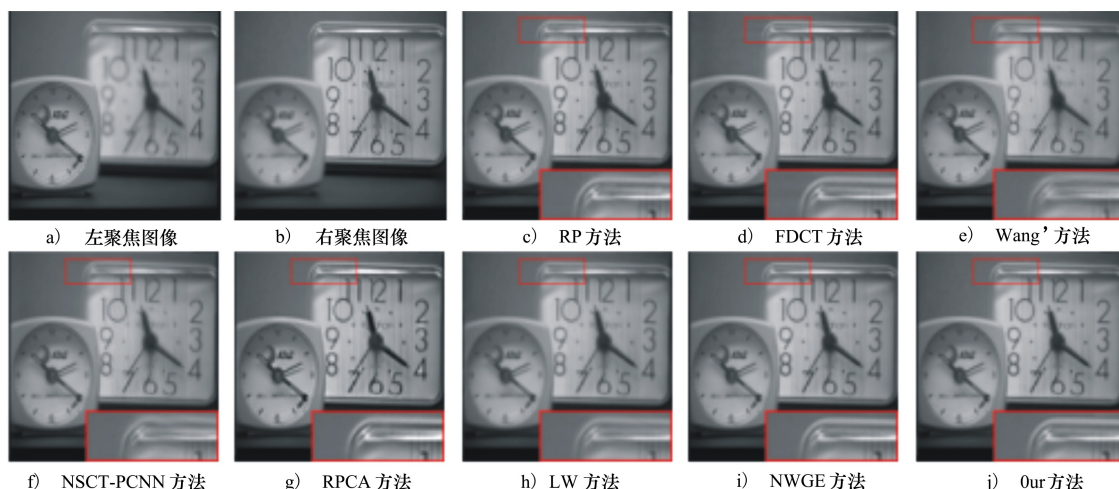 a) 左聚焦图像
b) 右聚焦图像
c) RP 方法
d) FDCT 方法
e) Wang’方法
f) NSCT-PCNN 方法
g) RPCA 方法
h) LW 方法
i) NWGE 方法
j) 0ur 方法